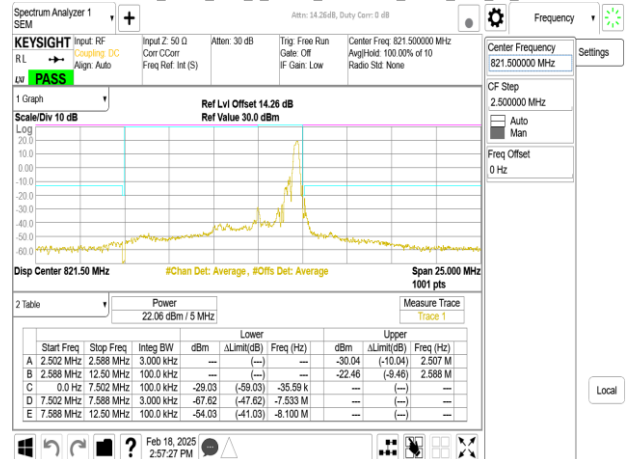 Spectrum Analyzer 1
SEM
Attn: 14.26dB, Duty Corr: 0 dB
Frequency
KEYSIGHT
R L
LXI
PASS
Input: RF
Coupling: DC
Align: Auto
Input Z: 50 Ω
Corr CCorr
Freq Ref: Int (S)
Atten: 30 dB
Trig: Free Run
Gate: Off
IF Gain: Low
Center Freq: 821.500000 MHz
Avg|Hold: 100.00% of 10
Radio Std: None
Center Frequency
821.500000 MHz
Settings
CF Step
2.500000 MHz
Auto
Man
Freq Offset
0 Hz
Local
1 Graph
Scale/Div 10 dB
Ref Lvl Offset 14.26 dB
Ref Value 30.0 dBm
Log
20.0
10.0
0.00
-10.0
-20.0
-30.0
-40.0
-50.0
-60.0
Disp Center 821.50 MHz
#Chan Det: Average, #Offs Det: Average
Span 25.000 MHz
1001 pts
2 Table
Power
22.06 dBm / 5 MHz
Measure Trace
Trace 1
Lower Upper
Start Freq Stop Freq Integ BW dBm ΔLimit(dB) Freq (Hz) dBm ΔLimit(dB) Freq (Hz)
A 2.502 MHz 2.588 MHz 3.000 kHz --- (---) --- -30.04 (-10.04) 2.507 M
B 2.588 MHz 12.50 MHz 100.0 kHz --- (---) --- -22.46 (-9.46) 2.588 M
C 0.0 Hz 7.502 MHz 100.0 kHz -29.03 (-59.03) -35.59 k --- (---) ---
D 7.502 MHz 7.588 MHz 3.000 kHz -67.62 (-47.62) -7.533 M --- (---) ---
E 7.588 MHz 12.50 MHz 100.0 kHz -54.03 (-41.03) -8.100 M --- (---) ---
?
Feb 18, 2025
2:57:27 PM